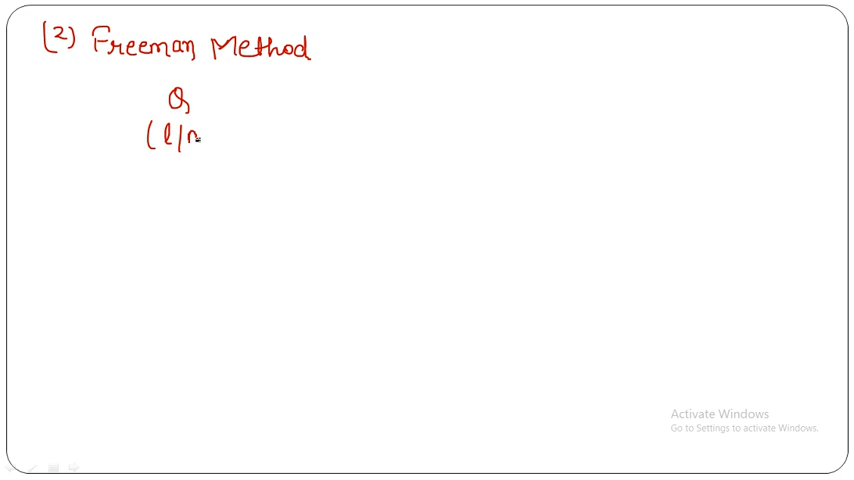 (2) Freeman Method
Q
(l/m
Activate Windows
Go to Settings to activate Windows.